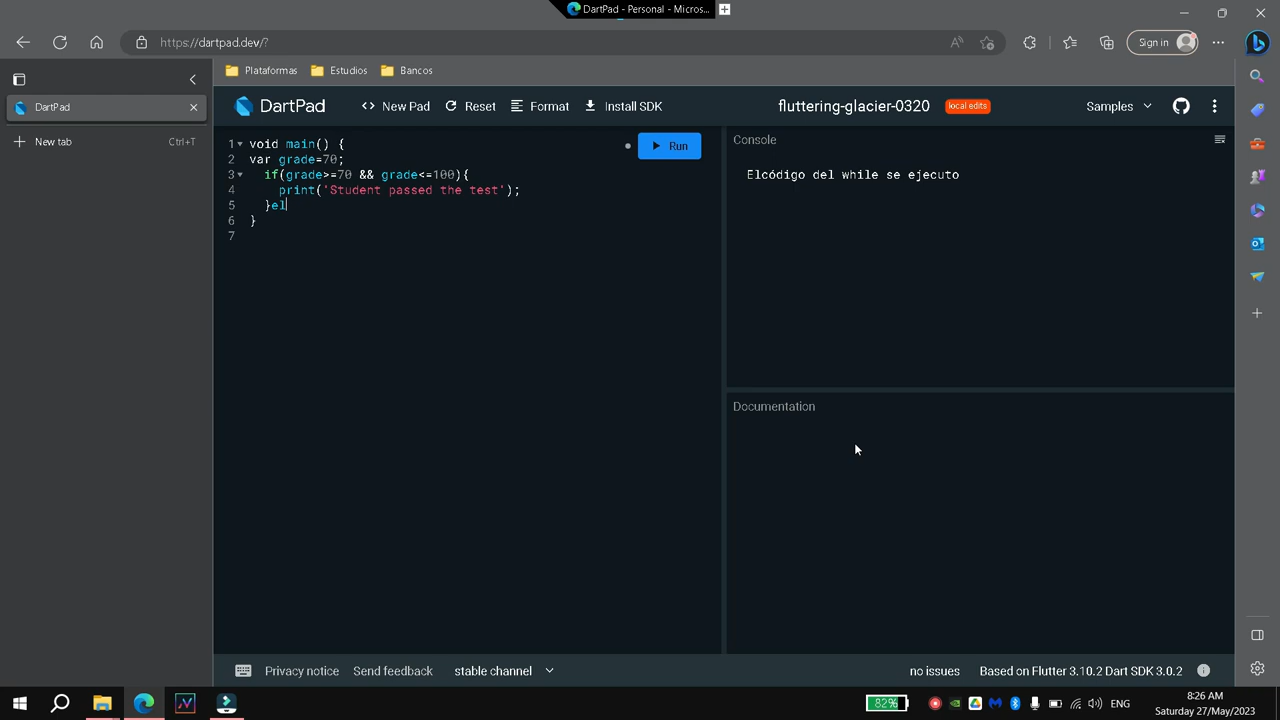 DartPad - Personal - Micros...
https://dartpad.dev/?
Sign in
Plataformas
Estudios
Bancos
DartPad
New tab
Ctrl+T
DartPad
New Pad
Reset
Format
Install SDK
fluttering-glacier-0320
local edits
Samples
1 void main() {
2 var grade=70;
3 if(grade>=70 && grade<=100){
4 print('Student passed the test');
5 }el
6 }
7
Run
Console
Elcódigo del while se ejecuto
Documentation
Privacy notice
Send feedback
stable channel
no issues
Based on Flutter 3.10.2 Dart SDK 3.0.2
82%
ENG
8:26 AM
Saturday 27/May/2023